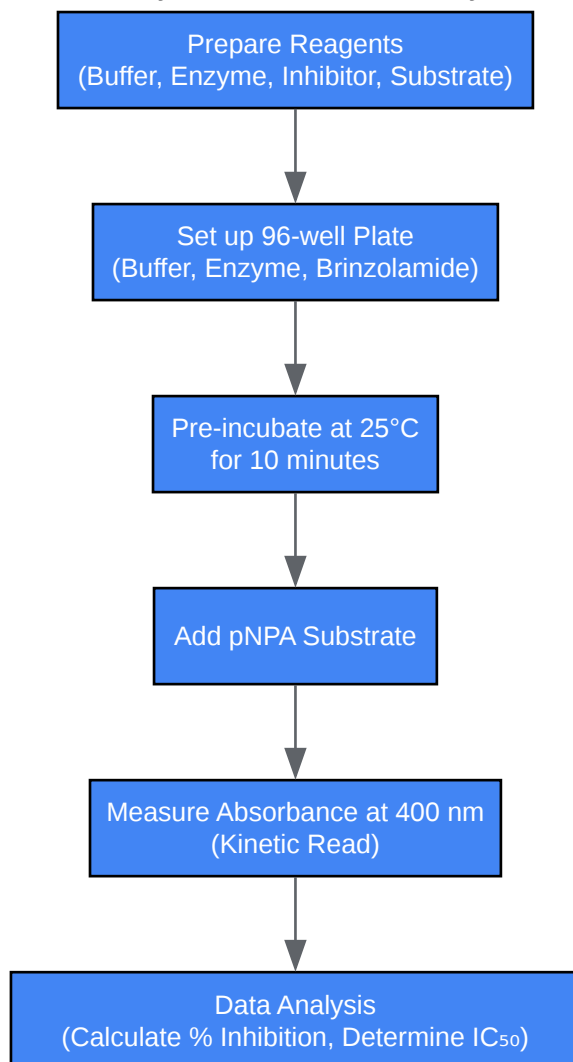 Prepare Reagents
(Buffer, Enzyme, Inhibitor, Substrate)
Set up 96-well Plate
(Buffer, Enzyme, Brinzolamide)
Pre-incubate at 25°C
for 10 minutes
Add pNPA Substrate
Measure Absorbance at 400 nm
(Kinetic Read)
Data Analysis
(Calculate % Inhibition, Determine IC₅₀)